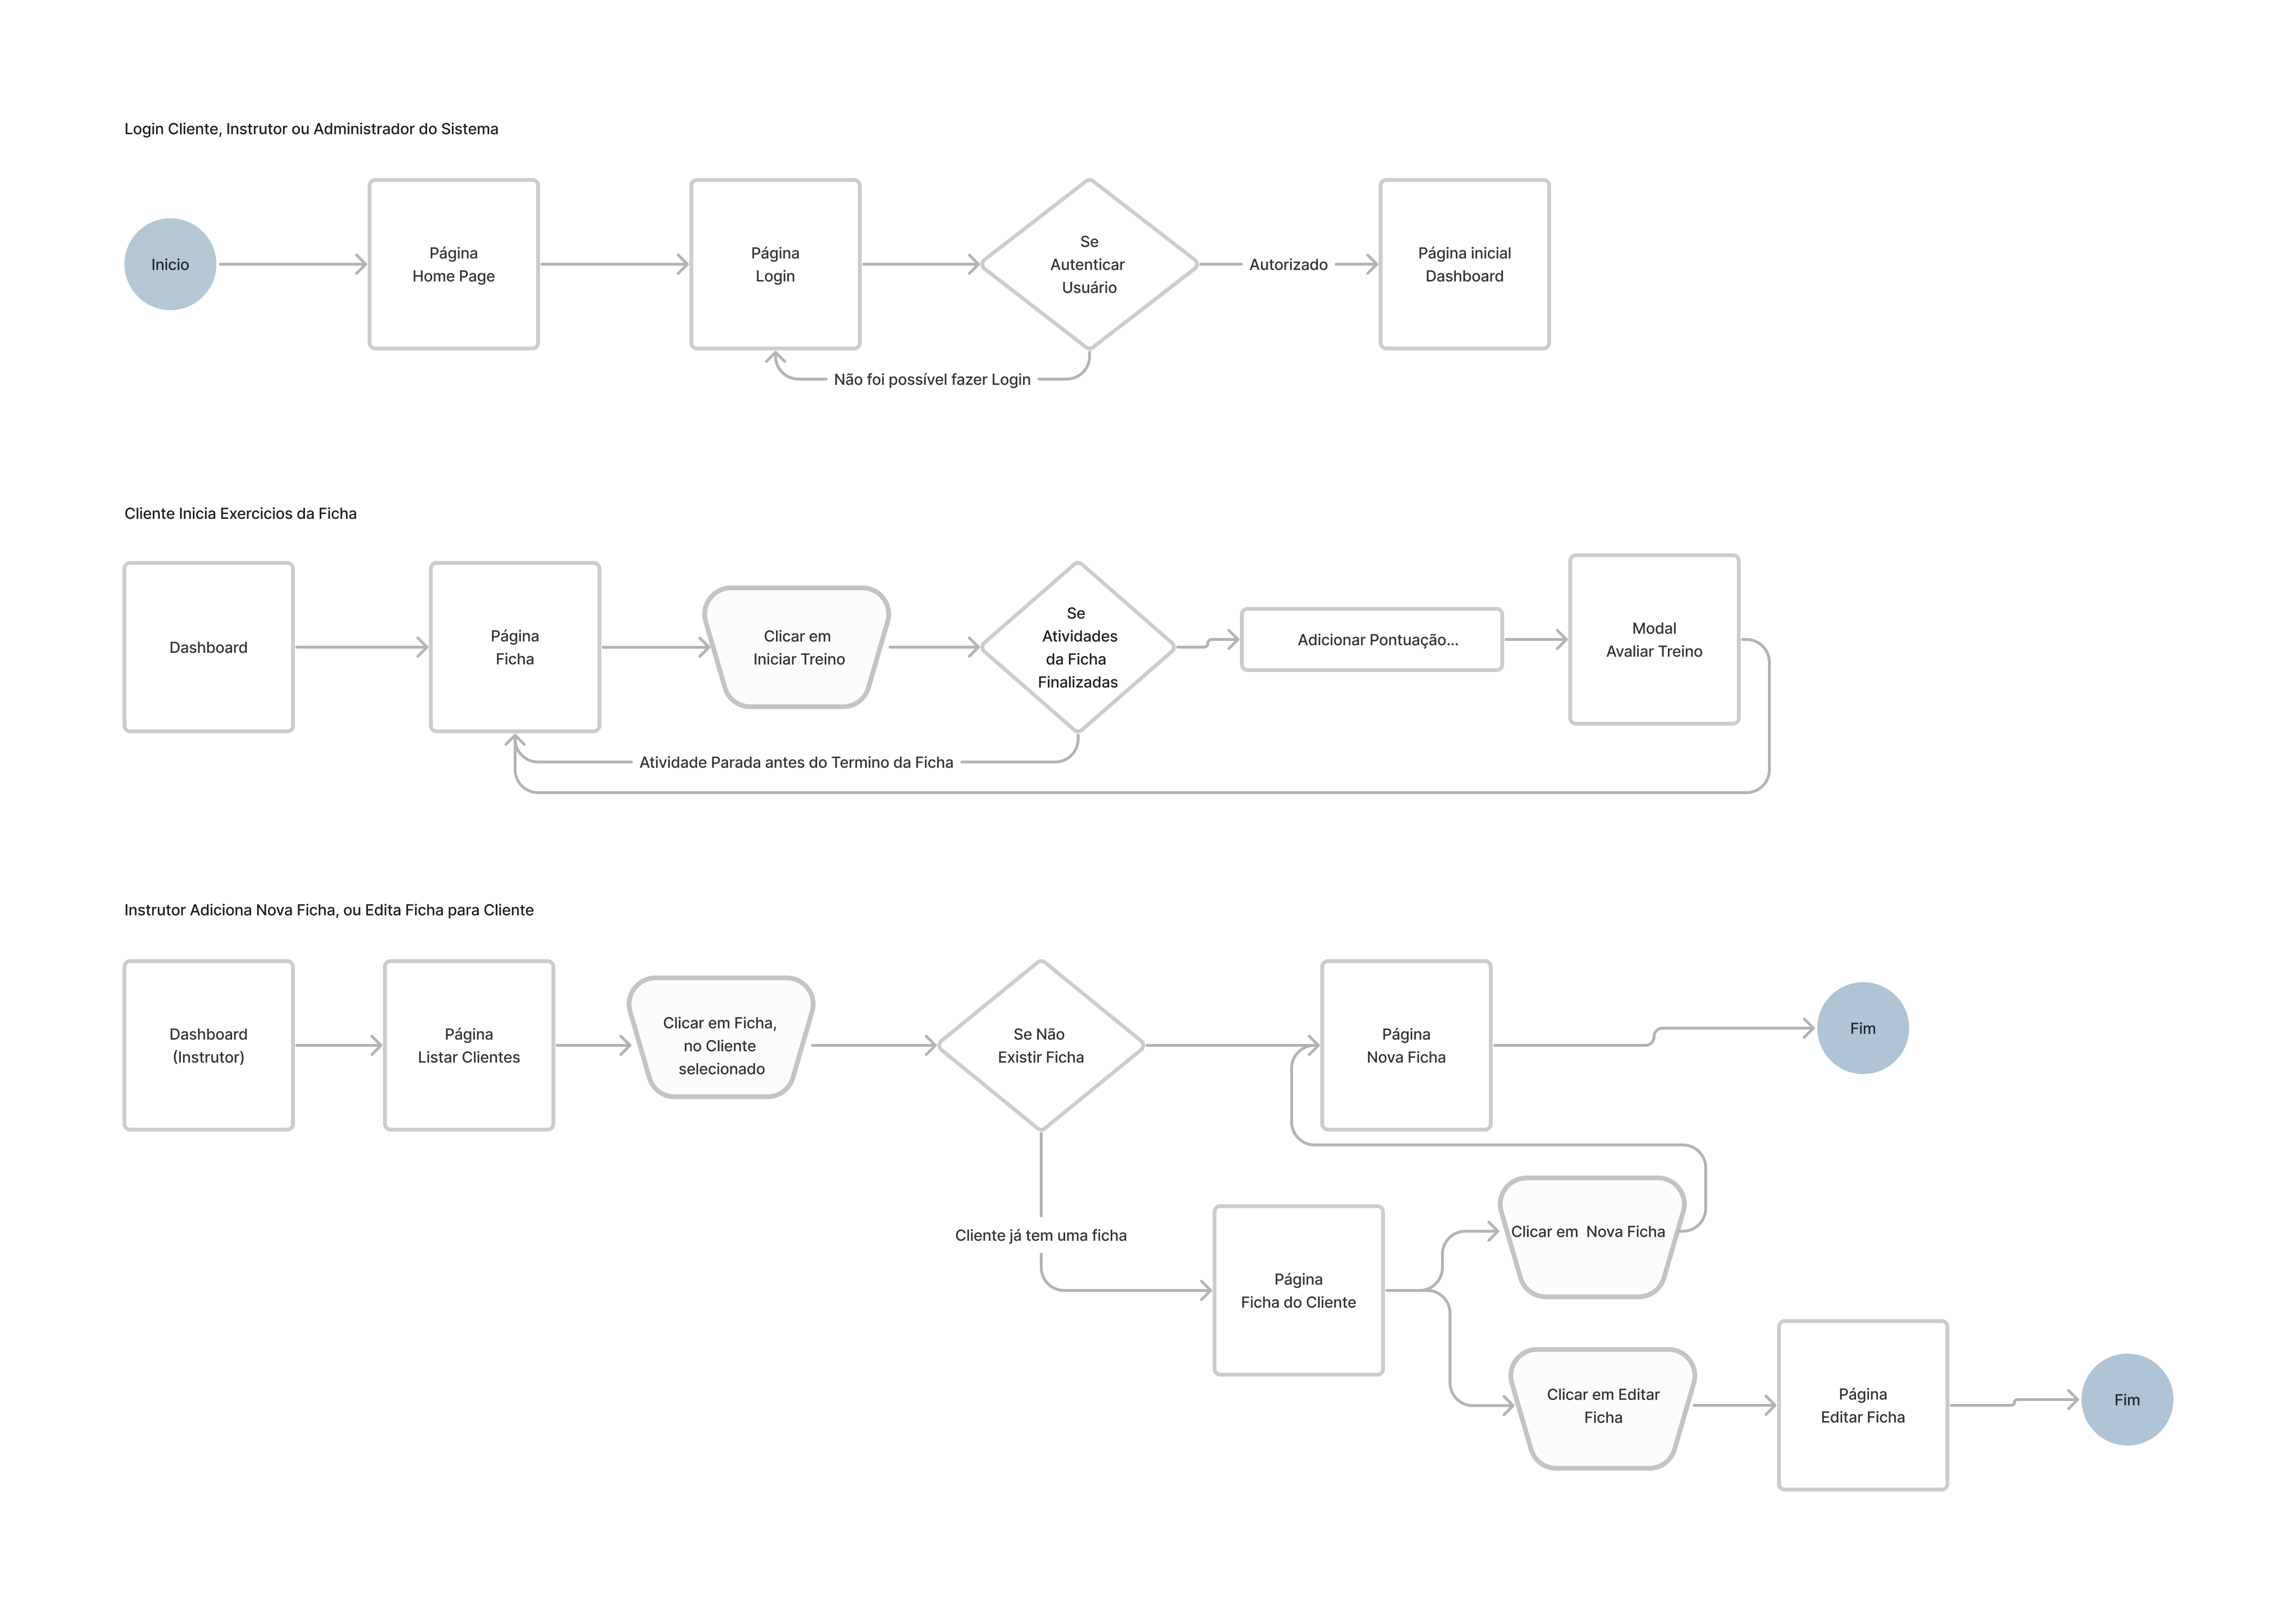 Login Cliente, Instrutor ou Administrador do Sistema
Inicio
Página
Home Page
Página
Login
Se
Autenticar
Usuário
Autorizado
Página inicial
Dashboard
Não foi possível fazer Login
Cliente Inicia Exercicios da Ficha
Dashboard
Página
Ficha
Clicar em
Iniciar Treino
Se
Atividades
da Ficha
Finalizadas
Adicionar Pontuação...
Modal
Avaliar Treino
Atividade Parada antes do Termino da Ficha
Instrutor Adiciona Nova Ficha, ou Edita Ficha para Cliente
Dashboard
(Instrutor)
Página
Listar Clientes
Clicar em Ficha,
no Cliente
selecionado
Se Não
Existir Ficha
Página
Nova Ficha
Fim
Cliente já tem uma ficha
Página
Ficha do Cliente
Clicar em  Nova Ficha
Clicar em Editar
Ficha
Página
Editar Ficha
Fim